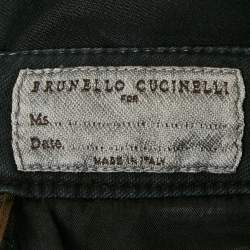 BRUNELLO CUCINELLI
FOR
Ms.
Date.
MADE IN ITALY